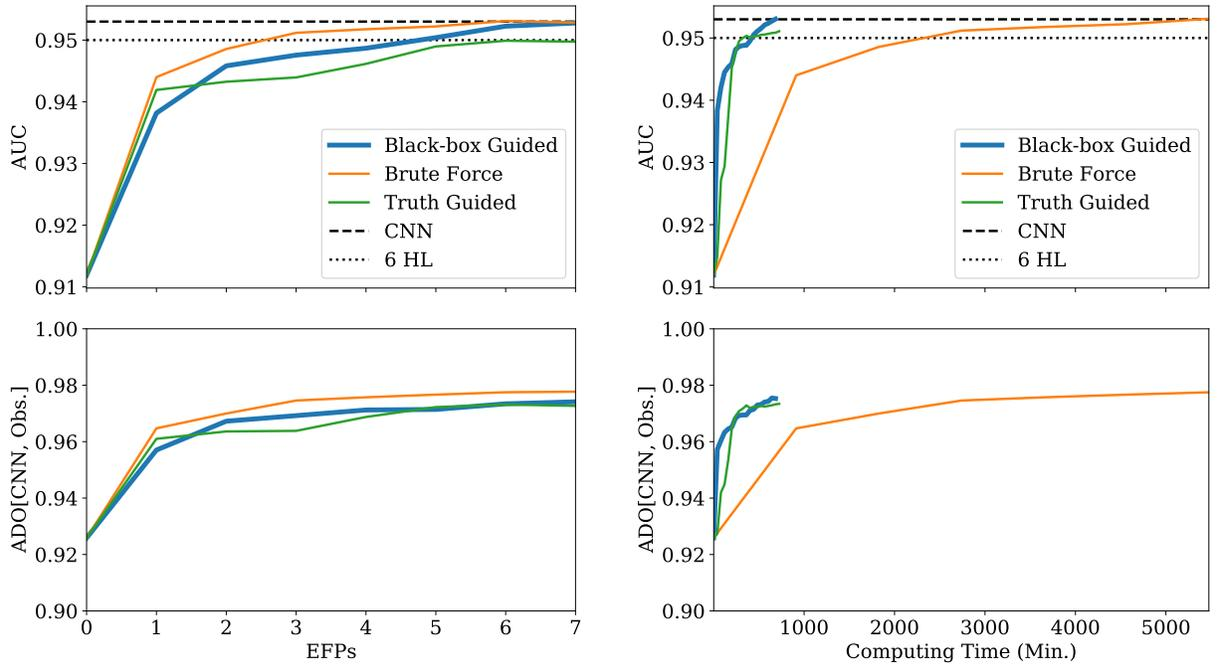 AUC
0.95
0.94
0.93
0.92
0.91
Black-box Guided
Brute Force
Truth Guided
CNN
6 HL
AUC
0.95
0.94
0.93
0.92
0.91
Black-box Guided
Brute Force
Truth Guided
CNN
6 HL
ADO[CNN, Obs.]
1.00
0.98
0.96
0.94
0.92
0.90
0 1 2 3 4 5 6 7
EFPs
ADO[CNN, Obs.]
1.00
0.98
0.96
0.94
0.92
0.90
1000 2000 3000 4000 5000
Computing Time (Min.)